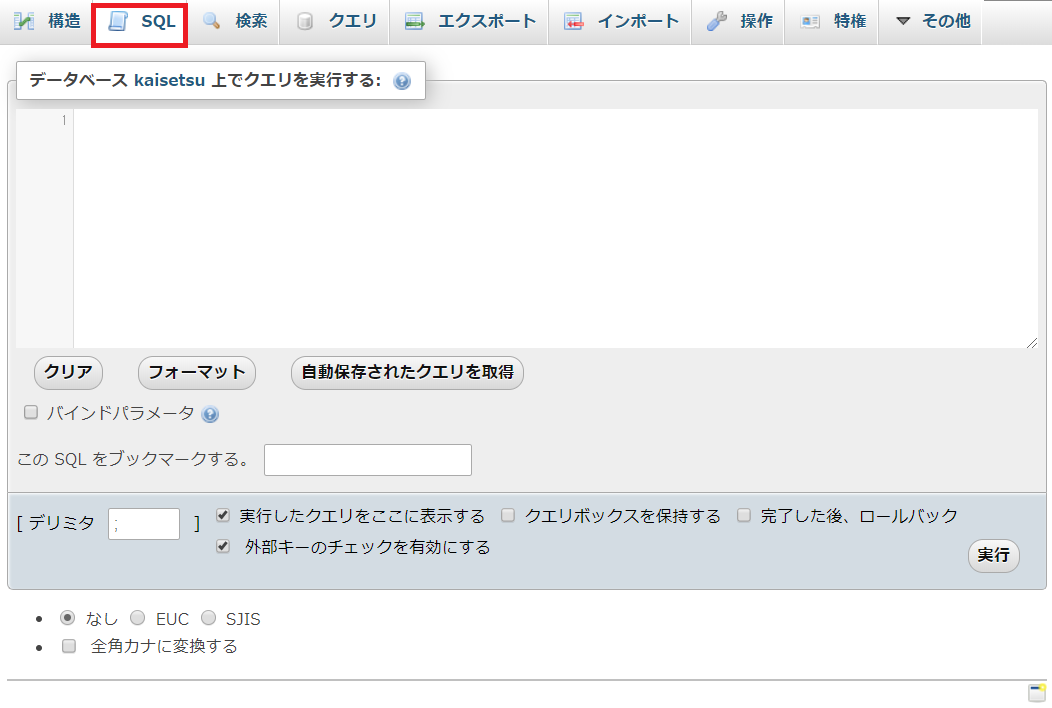 構造 SQL 検索 クエリ エクスポート インポート 操作 特権 その他
データベース kaisetsu 上でクエリを実行する:
1
クリア フォーマット 自動保存されたクエリを取得
バインドパラメータ
この SQL をブックマークする。
[ デリミタ ; ] 実行したクエリをここに表示する クエリボックスを保持する 完了した後、ロールバック
外部キーのチェックを有効にする
実行
なし EUC SJIS
全角カナに変換する